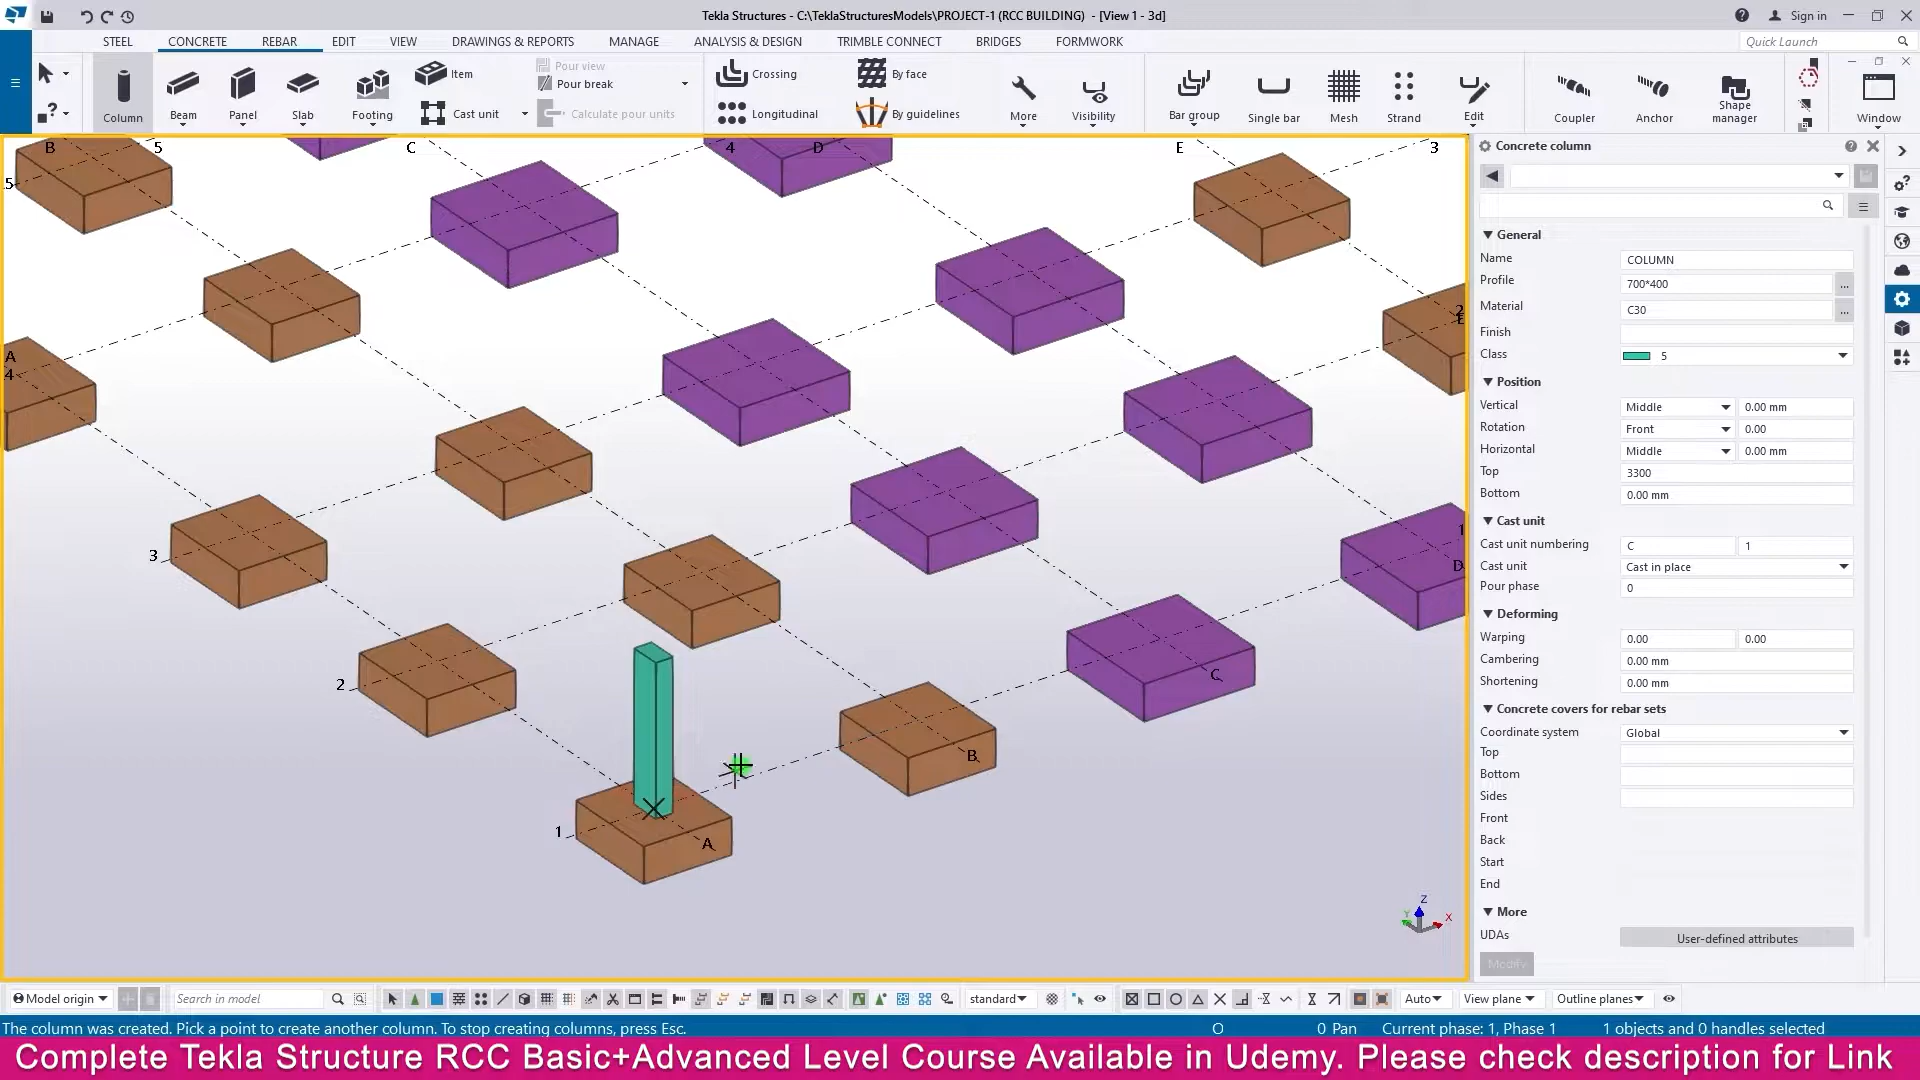 Tekla Structures - C:\TeklaStructuresModels\PROJECT-1 (RCC BUILDING) - [View 1 - 3d]
Sign in
STEEL CONCRETE REBAR EDIT VIEW DRAWINGS & REPORTS MANAGE ANALYSIS & DESIGN TRIMBLE CONNECT BRIDGES FORMWORK
Quick Launch
Column Beam Panel Slab Footing
Item
Cast unit
Pour view
Pour break
Calculate pour units
Crossing
Longitudinal
By face
By guidelines
More Visibility
Bar group Single bar Mesh Strand Edit
Coupler Anchor Shape manager
Window
B 5 C 4 D E 3
5
2
E
A
4
3
1
D
2
C
B
1
A
Z
Y X
Concrete column
General
Name COLUMN
Profile 700*400 ...
Material C30 ...
Finish
Class 5
Position
Vertical Middle 0.00 mm
Rotation Front 0.00
Horizontal Middle 0.00 mm
Top 3300
Bottom 0.00 mm
Cast unit
Cast unit numbering C 1
Cast unit Cast in place
Pour phase 0
Deforming
Warping 0.00 0.00
Cambering 0.00 mm
Shortening 0.00 mm
Concrete covers for rebar sets
Coordinate system Global
Top
Bottom
Sides
Front
Back
Start
End
More
UDAs User-defined attributes
Modify
Model origin Search in model standard Auto View plane Outline planes
The column was created. Pick a point to create another column. To stop creating columns, press Esc. O 0 Pan Current phase: 1, Phase 1 1 objects and 0 handles selected
Complete Tekla Structure RCC Basic+Advanced Level Course Available in Udemy. Please check description for Link